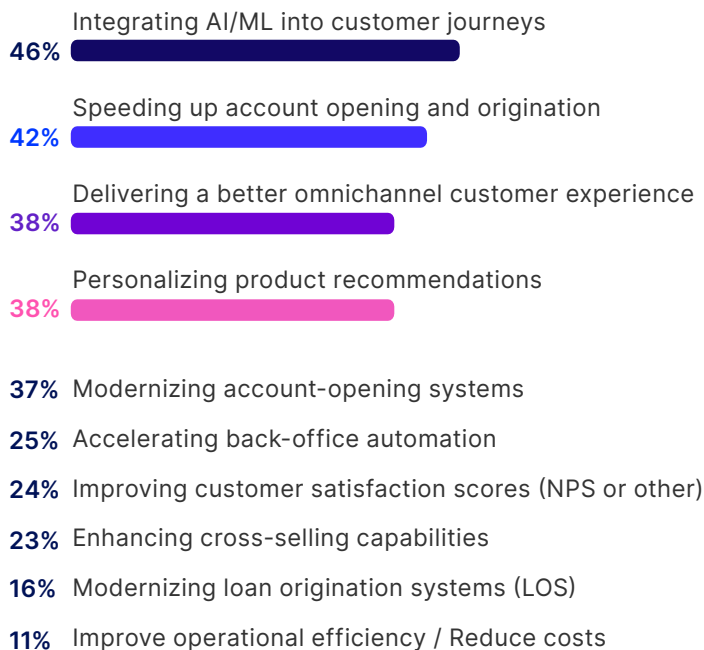 Integrating AI/ML into customer journeys
46%
Speeding up account opening and origination
42%
Delivering a better omnichannel customer experience
38%
Personalizing product recommendations
38%
37% Modernizing account-opening systems
25% Accelerating back-office automation
24% Improving customer satisfaction scores (NPS or other)
23% Enhancing cross-selling capabilities
16% Modernizing loan origination systems (LOS)
11% Improve operational efficiency / Reduce costs